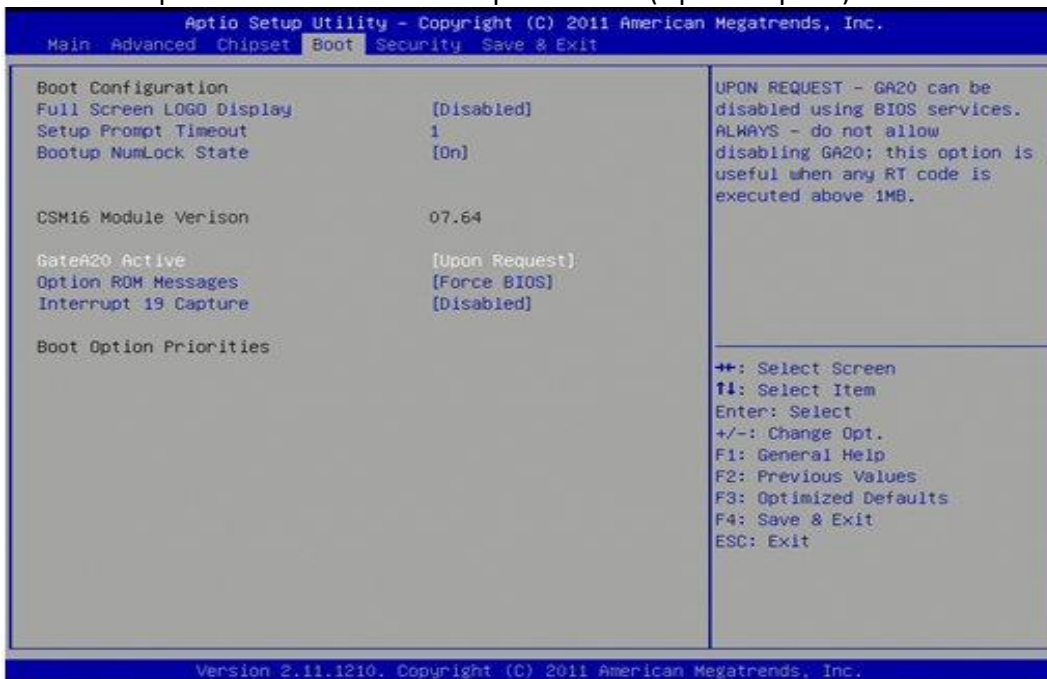 Aptio Setup Utility – Copyright (C) 2011 American Megatrends, Inc.
Main Advanced Chipset Boot Security Save & Exit
Boot Configuration
Full Screen LOGO Display [Disabled]
Setup Prompt Timeout 1
Bootup NumLock State [On]
CSM16 Module Verison 07.64
GateA20 Active [Upon Request]
Option ROM Messages [Force BIOS]
Interrupt 19 Capture [Disabled]
Boot Option Priorities
UPON REQUEST – GA20 can be
disabled using BIOS services.
ALWAYS – do not allow
disabling GA20; this option is
useful when any RT code is
executed above 1MB.
→←: Select Screen
↑↓: Select Item
Enter: Select
+/-: Change Opt.
F1: General Help
F2: Previous Values
F3: Optimized Defaults
F4: Save & Exit
ESC: Exit
Version 2.11.1210. Copyright (C) 2011 American Megatrends, Inc.